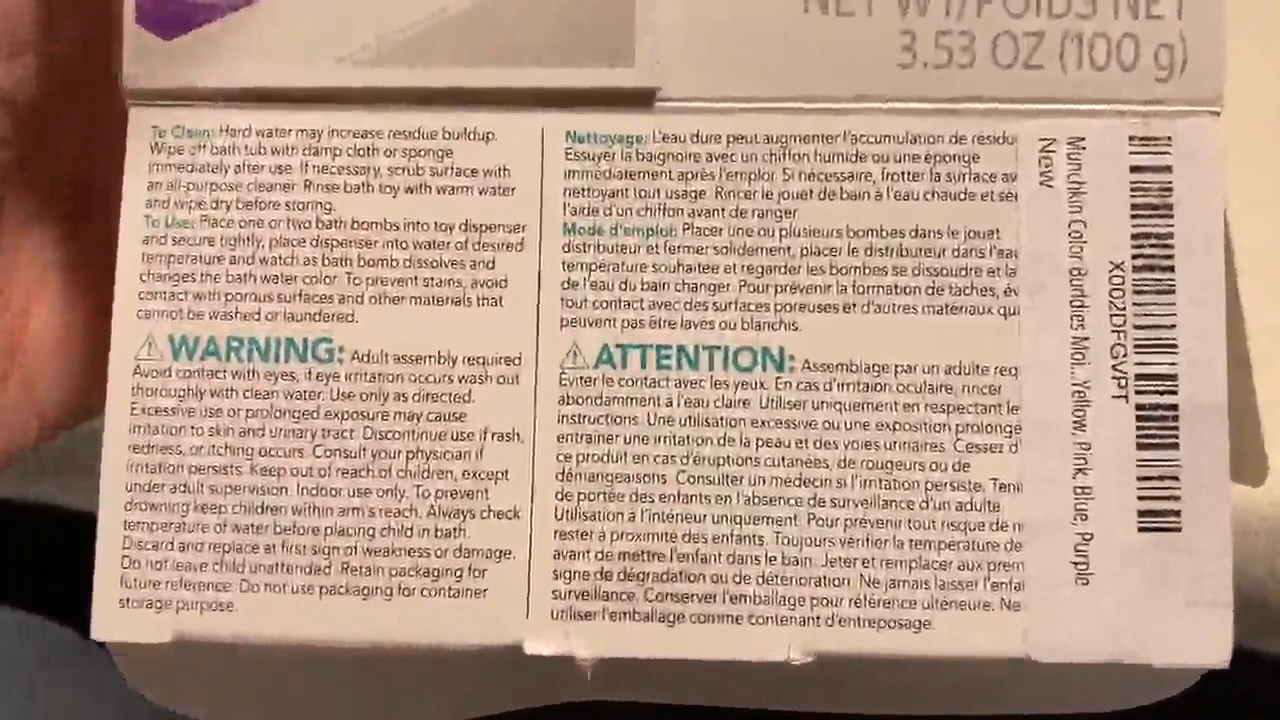 NET WT/POIDS NET
3.53 OZ (100 g)
To Clean: Hard water may increase residue buildup.
Wipe off bath tub with damp cloth or sponge
immediately after use. If necessary, scrub surface with
an all-purpose cleaner. Rinse bath toy with warm water
and wipe dry before storing.
To Use: Place one or two bath bombs into toy dispenser
and secure tightly, place dispenser into water of desired
temperature and watch as bath bomb dissolves and
changes the bath water color. To prevent stains, avoid
contact with porous surfaces and other materials that
cannot be washed or laundered.
WARNING: Adult assembly required.
Avoid contact with eyes, if eye irritation occurs wash out
thoroughly with clean water. Use only as directed.
Excessive use or prolonged exposure may cause
irritation to skin and urinary tract. Discontinue use if rash,
redness, or itching occurs. Consult your physician if
irritation persists. Keep out of reach of children, except
under adult supervision. Indoor use only. To prevent
drowning keep children within arm's reach. Always check
temperature of water before placing child in bath.
Discard and replace at first sign of weakness or damage.
Do not leave child unattended. Retain packaging for
future reference. Do not use packaging for container
storage purpose.
Nettoyage: L'eau dure peut augmenter l'accumulation de résidu
Essuyer la baignoire avec un chiffon humide ou une éponge
immédiatement après l'emploi. Si nécessaire, frotter la surface av
nettoyant tout usage. Rincer le jouet de bain à l'eau chaude et séc
l'aide d'un chiffon avant de ranger.
Mode d'emploi: Placer une ou plusieurs bombes dans le jouet
distributeur et fermer solidement, placer le distributeur dans l'eau
température souhaitée et regarder les bombes se dissoudre et la
de l'eau du bain changer. Pour prévenir la formation de taches, év
tout contact avec des surfaces poreuses et d'autres matériaux qui
peuvent pas être lavés ou blanchis.
ATTENTION: Assemblage par un adulte req
Éviter le contact avec les yeux. En cas d'irritaion oculaire, rincer
abondamment à l'eau claire. Utiliser uniquement en respectant le
instructions. Une utilisation excessive ou une exposition prolongé
entraîner une irritation de la peau et des voies urinaires. Cessez d'
ce produit en cas d'éruptions cutanées, de rougeurs ou de
démangeaisons. Consulter un médecin si l'irritation persiste. Teni
de portée des enfants en l'absence de surveillance d'un adulte.
Utilisation à l'intérieur uniquement. Pour prévenir tout risque de n
rester à proximité des enfants. Toujours vérifier la température de
avant de mettre l'enfant dans le bain. Jeter et remplacer aux prem
signe de dégradation ou de détérioration. Ne jamais laisser l'enfa
surveillance. Conserver l'emballage pour référence ultérieure. Ne
utiliser l'emballage comme contenant d'entreposage.
X002DFGVPT
Munchkin Color Buddies Moi...Yellow, Pink, Blue, Purple
New